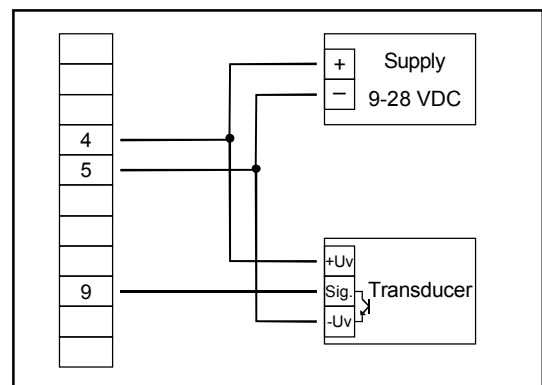 + Supply
− 9-28 VDC
4
5
+Uv
9 Sig. Transducer
-Uv